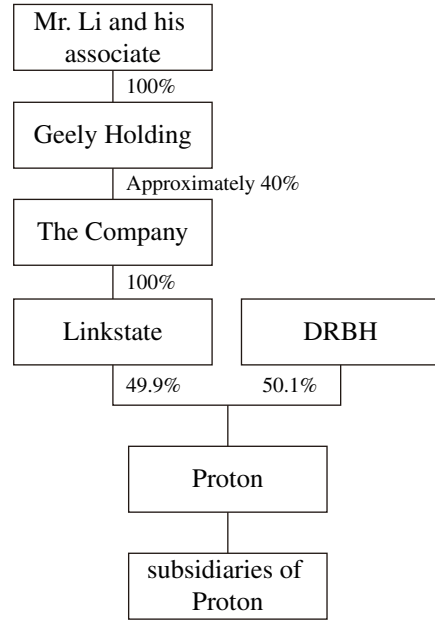 Mr. Li and his
associate
100%
Geely Holding
Approximately 40%
The Company
100%
Linkstate
DRBH
49.9%
50.1%
Proton
subsidiaries of
Proton